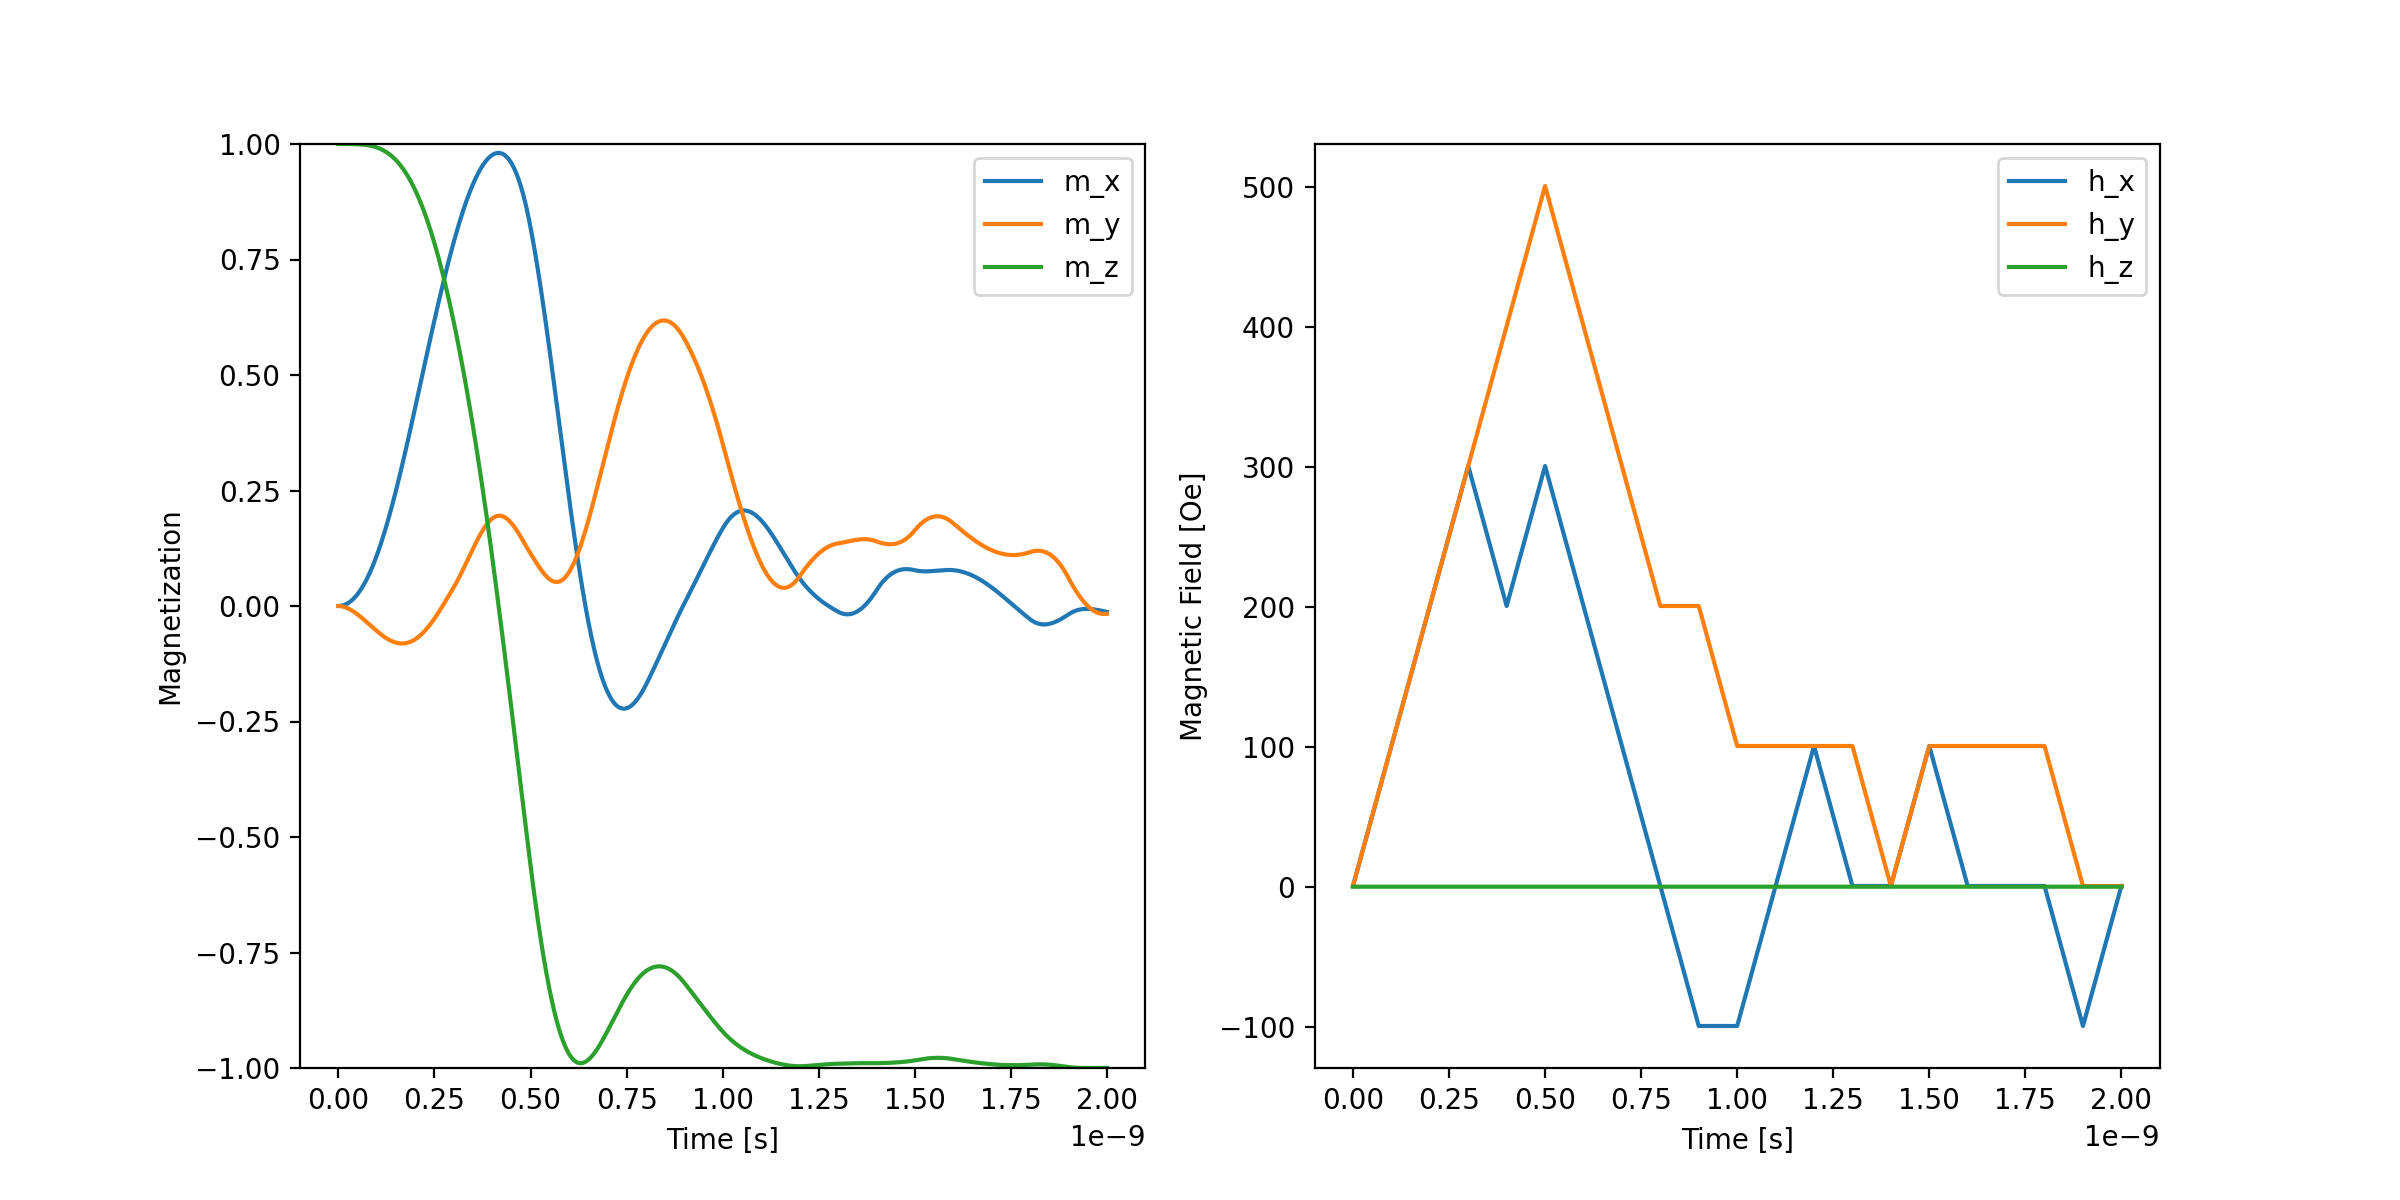 1.00
0.75
0.50
0.25
0.00
−0.25
−0.50
−0.75
−1.00
Magnetization
m_x
m_y
m_z
0.00 0.25 0.50 0.75 1.00 1.25 1.50 1.75 2.00
Time [s]
1e−9
500
400
300
200
100
0
−100
Magnetic Field [Oe]
h_x
h_y
h_z
0.00 0.25 0.50 0.75 1.00 1.25 1.50 1.75 2.00
Time [s]
1e−9